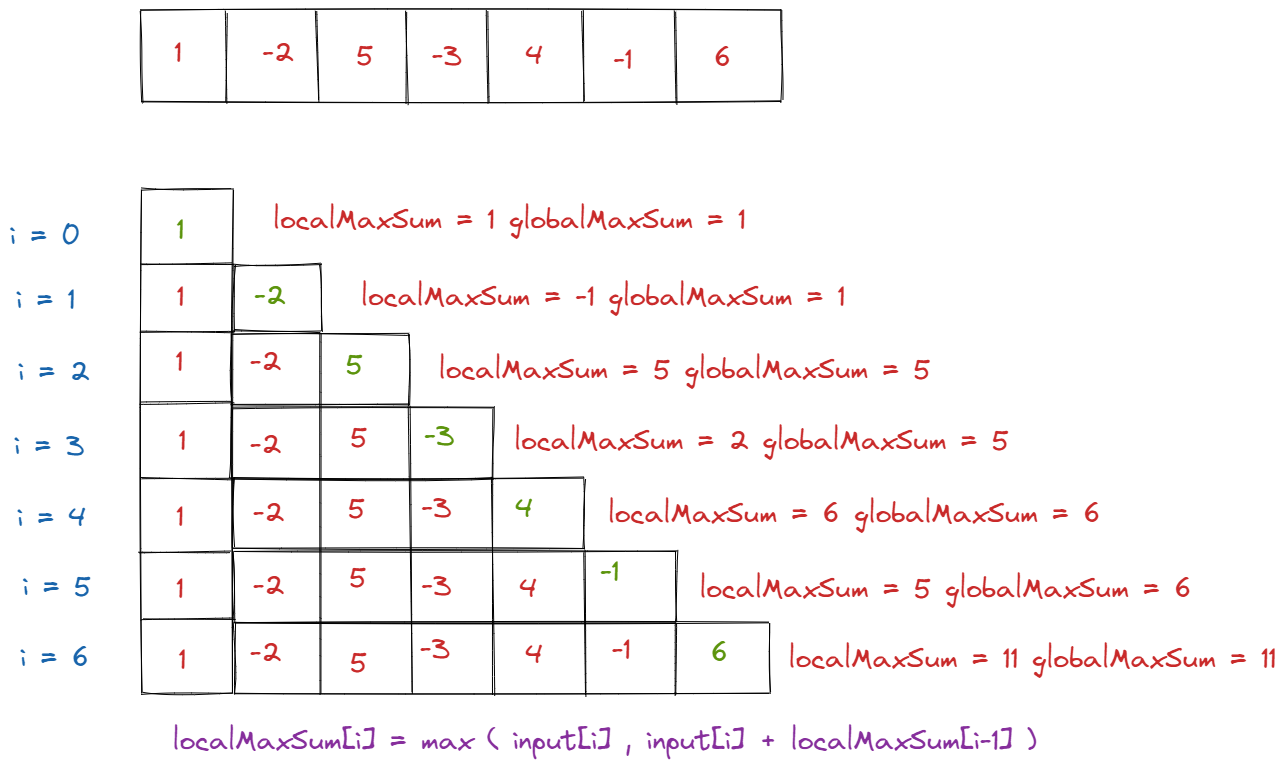 1 -2 5 -3 4 -1 6
i = 0 1 localMaxSum = 1 globalMaxSum = 1
i = 1 1 -2 localMaxSum = -1 globalMaxSum = 1
i = 2 1 -2 5 localMaxSum = 5 globalMaxSum = 5
i = 3 1 -2 5 -3 localMaxSum = 2 globalMaxSum = 5
i = 4 1 -2 5 -3 4 localMaxSum = 6 globalMaxSum = 6
i = 5 1 -2 5 -3 4 -1 localMaxSum = 5 globalMaxSum = 6
i = 6 1 -2 5 -3 4 -1 6 localMaxSum = 11 globalMaxSum = 11
localMaxSum[i] = max ( input[i] , input[i] + localMaxSum[i-1] )